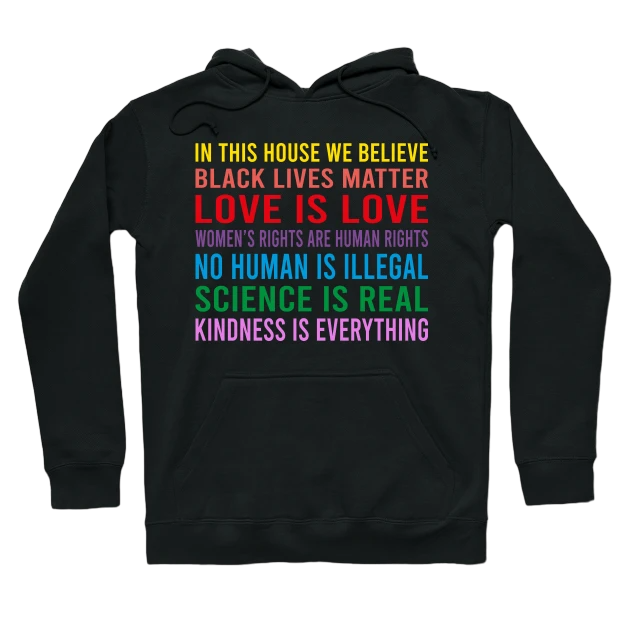 IN THIS HOUSE WE BELIEVE
BLACK LIVES MATTER
LOVE IS LOVE
WOMEN'S RIGHTS ARE HUMAN RIGHTS
NO HUMAN IS ILLEGAL
SCIENCE IS REAL
KINDNESS IS EVERYTHING